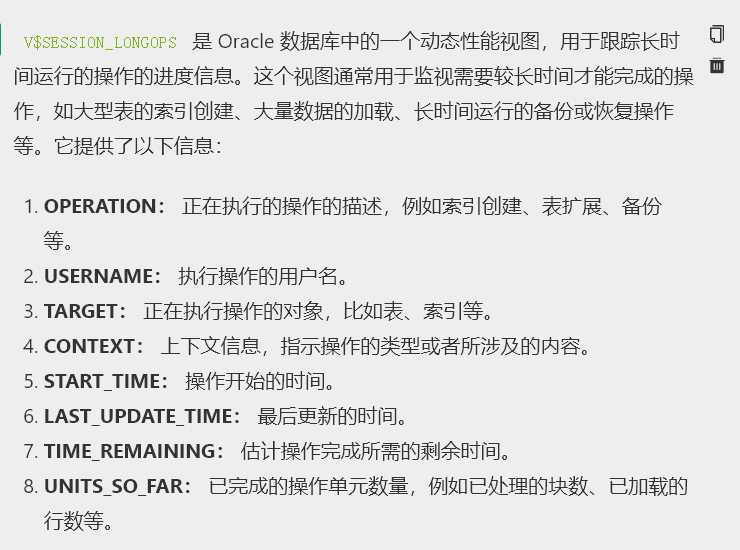 V$SESSION_LONGOPS 是 Oracle 数据库中的一个动态性能视图，用于跟踪长时
间运行的操作的进度信息。这个视图通常用于监视需要较长时间才能完成的操
作，如大型表的索引创建、大量数据的加载、长时间运行的备份或恢复操作
等。它提供了以下信息：
1. OPERATION： 正在执行的操作的描述，例如索引创建、表扩展、备份
等。
2. USERNAME： 执行操作的用户名。
3. TARGET： 正在执行操作的对象，比如表、索引等。
4. CONTEXT： 上下文信息，指示操作的类型或者所涉及的内容。
5. START_TIME： 操作开始的时间。
6. LAST_UPDATE_TIME： 最后更新的时间。
7. TIME_REMAINING： 估计操作完成所需的剩余时间。
8. UNITS_SO_FAR： 已完成的操作单元数量，例如已处理的块数、已加载的
行数等。